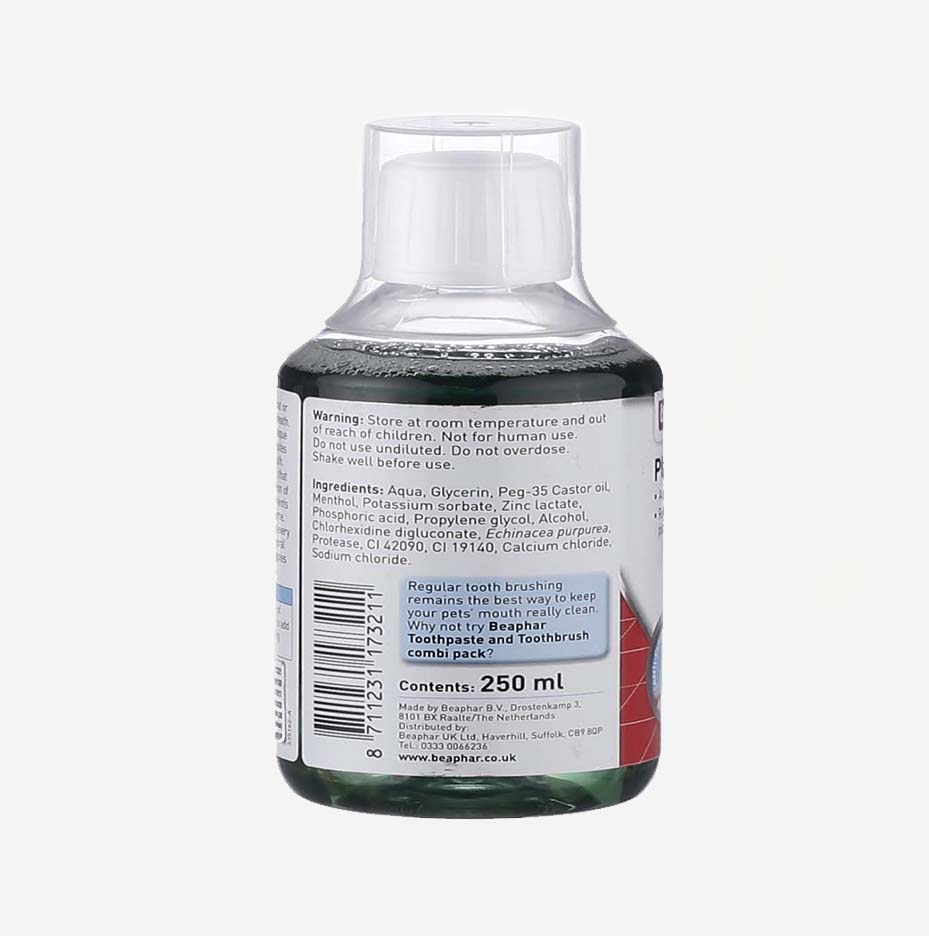 Warning: Store at room temperature and out
of reach of children. Not for human use.
Do not use undiluted. Do not overdose.
Shake well before use.
Ingredients: Aqua, Glycerin, Peg-35 Castor oil,
Menthol, Potassium sorbate, Zinc lactate,
Phosphoric acid, Propylene glycol, Alcohol,
Chlorhexidine digluconate, Echinacea purpurea,
Protease, CI 42090, CI 19140, Calcium chloride,
Sodium chloride.
8 711231 173211
Regular tooth brushing
remains the best way to keep
your pets' mouth really clean.
Why not try Beaphar
Toothpaste and Toothbrush
combi pack?
Contents: 250 ml
Made by Beaphar B.V., Drostenkamp 3,
8101 BX Raalte/The Netherlands
Distributed by:
Beaphar UK Ltd, Haverhill, Suffolk, CB9 8QP
Tel.: 0333 0066236
www.beaphar.co.uk